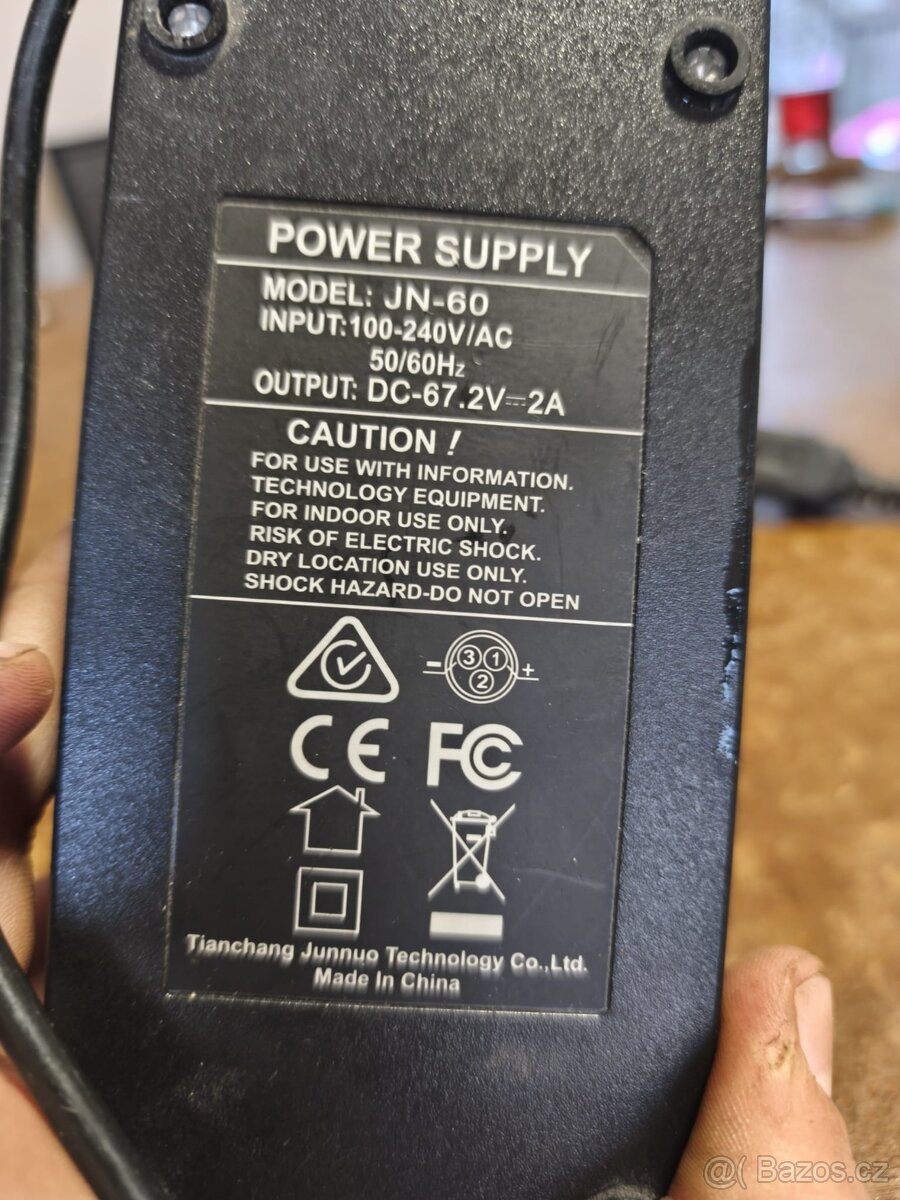 POWER SUPPLY
MODEL: JN-60
INPUT:100-240V/AC
50/60Hz
OUTPUT: DC-67.2V⎓2A
CAUTION !
FOR USE WITH INFORMATION.
TECHNOLOGY EQUIPMENT.
FOR INDOOR USE ONLY.
RISK OF ELECTRIC SHOCK.
DRY LOCATION USE ONLY.
SHOCK HAZARD-DO NOT OPEN
- 3 1 2 +
CE FC
Tianchang Junnuo Technology Co.,Ltd.
Made In China
@( Bazos.cz